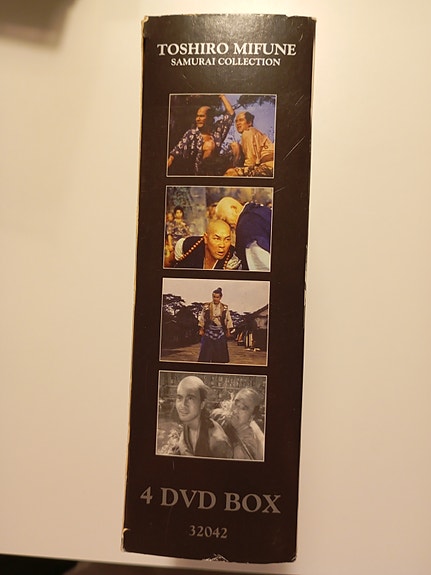 TOSHIRO MIFUNE
SAMURAI COLLECTION
4 DVD BOX
32042